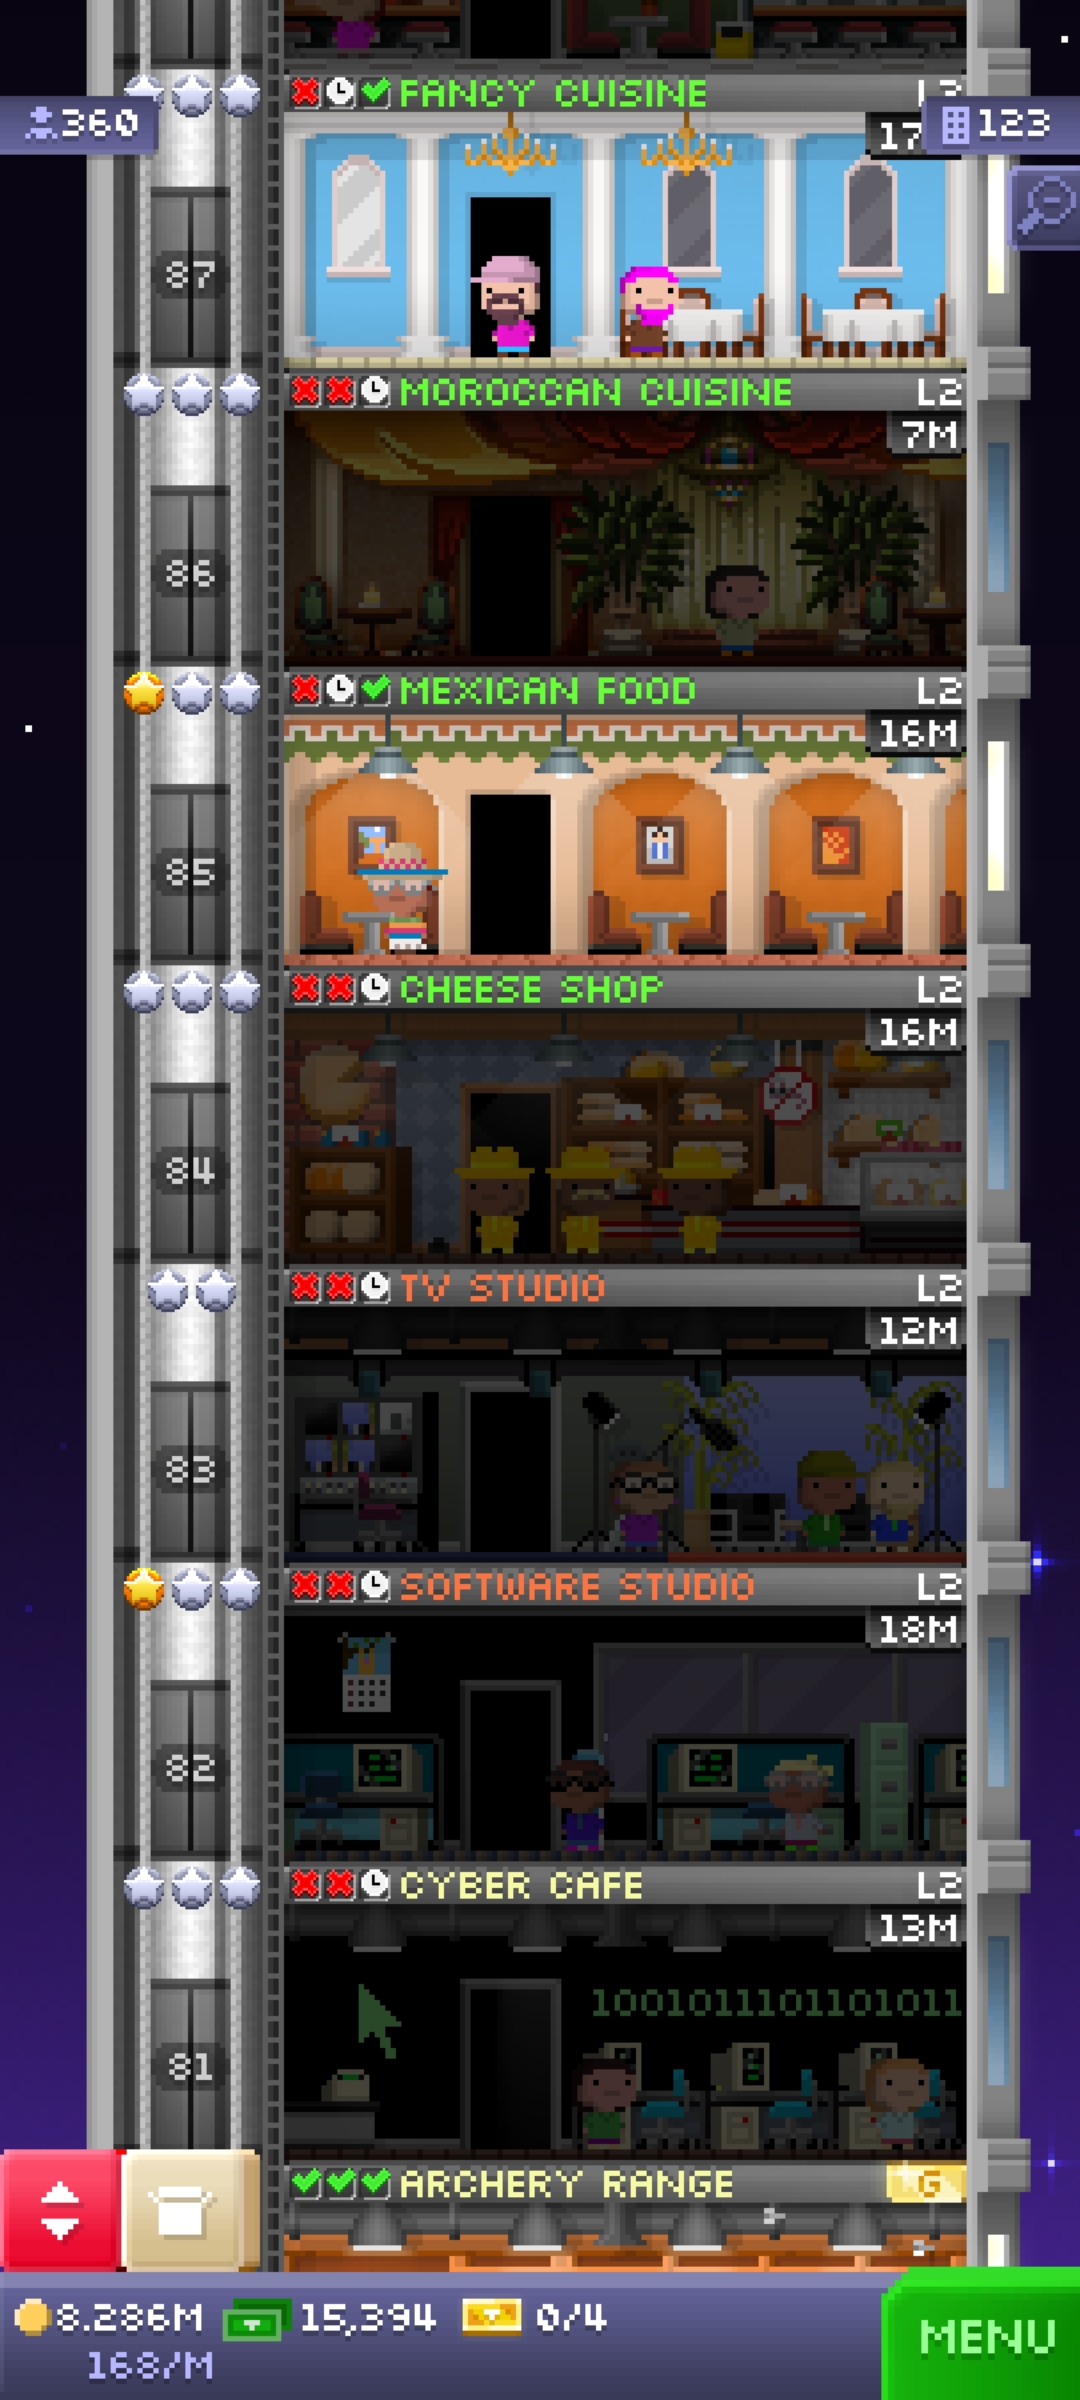 FANCY CUISINE
360
17
123
87
MOROCCAN CUISINE L2
7M
86
MEXICAN FOOD L2
16M
85
CHEESE SHOP L2
16M
84
TV STUDIO L2
12M
83
SOFTWARE STUDIO L2
18M
82
CYBER CAFE L2
13M
1001011101101011
81
ARCHERY RANGE G
8.286M 15,394 0/4
168/M
MENU